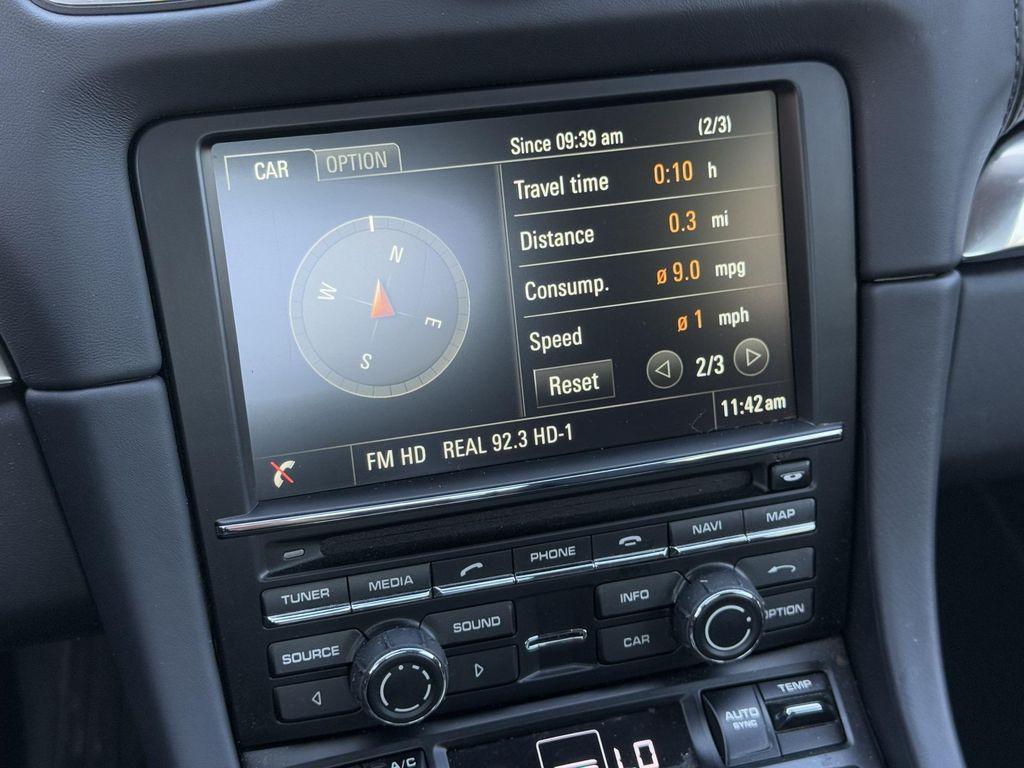 CAR OPTION Since 09:39 am (2/3)
Travel time 0:10 h
Distance 0.3 mi
Consump. ø 9.0 mpg
Speed ø 1 mph
Reset 2/3
N
W
E
S
FM HD REAL 92.3 HD-1 11:42am
TUNER MEDIA PHONE NAVI MAP
SOURCE SOUND INFO
CAR OPTION
A/C AUTO SYNC TEMP